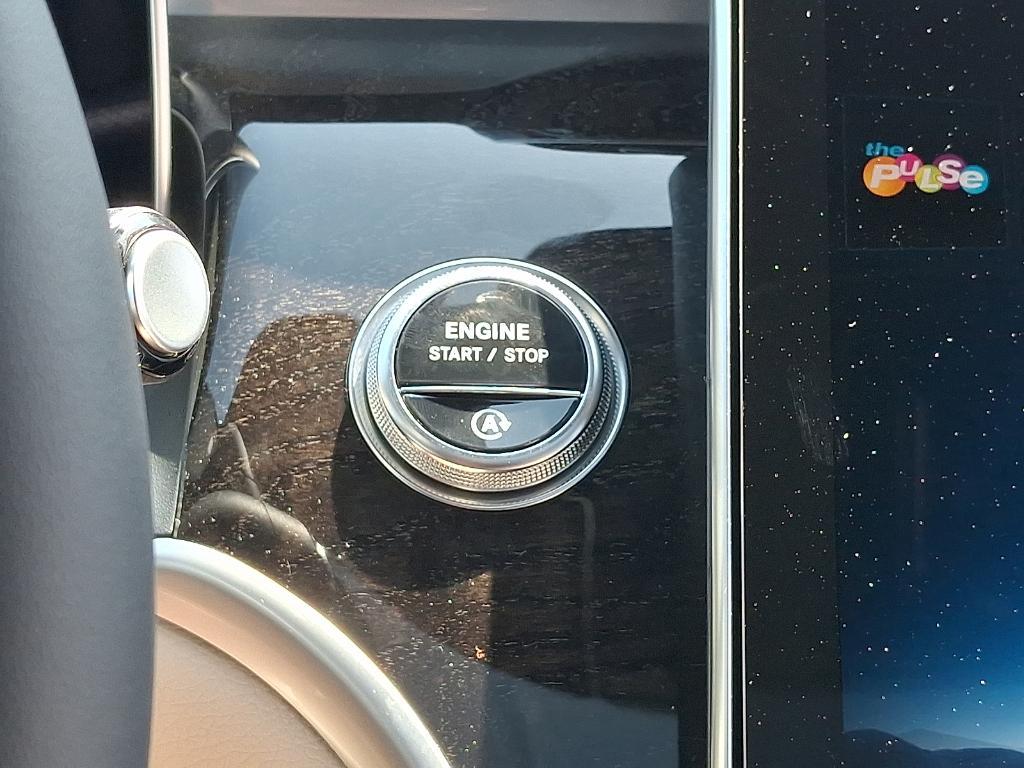 the
PULSe
ENGINE
START / STOP
A